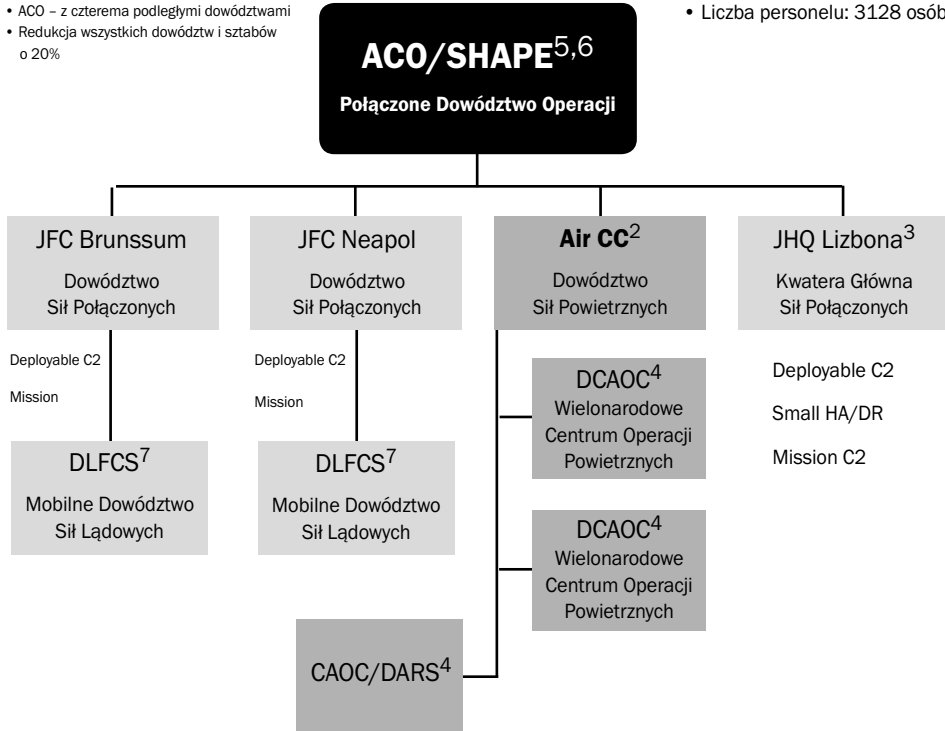 • ACO – z czterema podległymi dowództwami
• Redukcja wszystkich dowództw i sztabów
o 20%
• Liczba personelu: 3128 osób
ACO/SHAPE5,6
Połączone Dowództwo Operacji
JFC Brunssum
Dowództwo
Sił Połączonych
JFC Neapol
Dowództwo
Sił Połączonych
Air CC2
Dowództwo
Sił Powietrznych
JHQ Lizbona3
Kwatera Główna
Sił Połączonych
Deployable C2
Mission
Deployable C2
Mission
Deployable C2
Small HA/DR
Mission C2
DLFCS7
Mobilne Dowództwo
Sił Lądowych
DLFCS7
Mobilne Dowództwo
Sił Lądowych
DCAOC4
Wielonarodowe
Centrum Operacji
Powietrznych
DCAOC4
Wielonarodowe
Centrum Operacji
Powietrznych
CAOC/DARS4